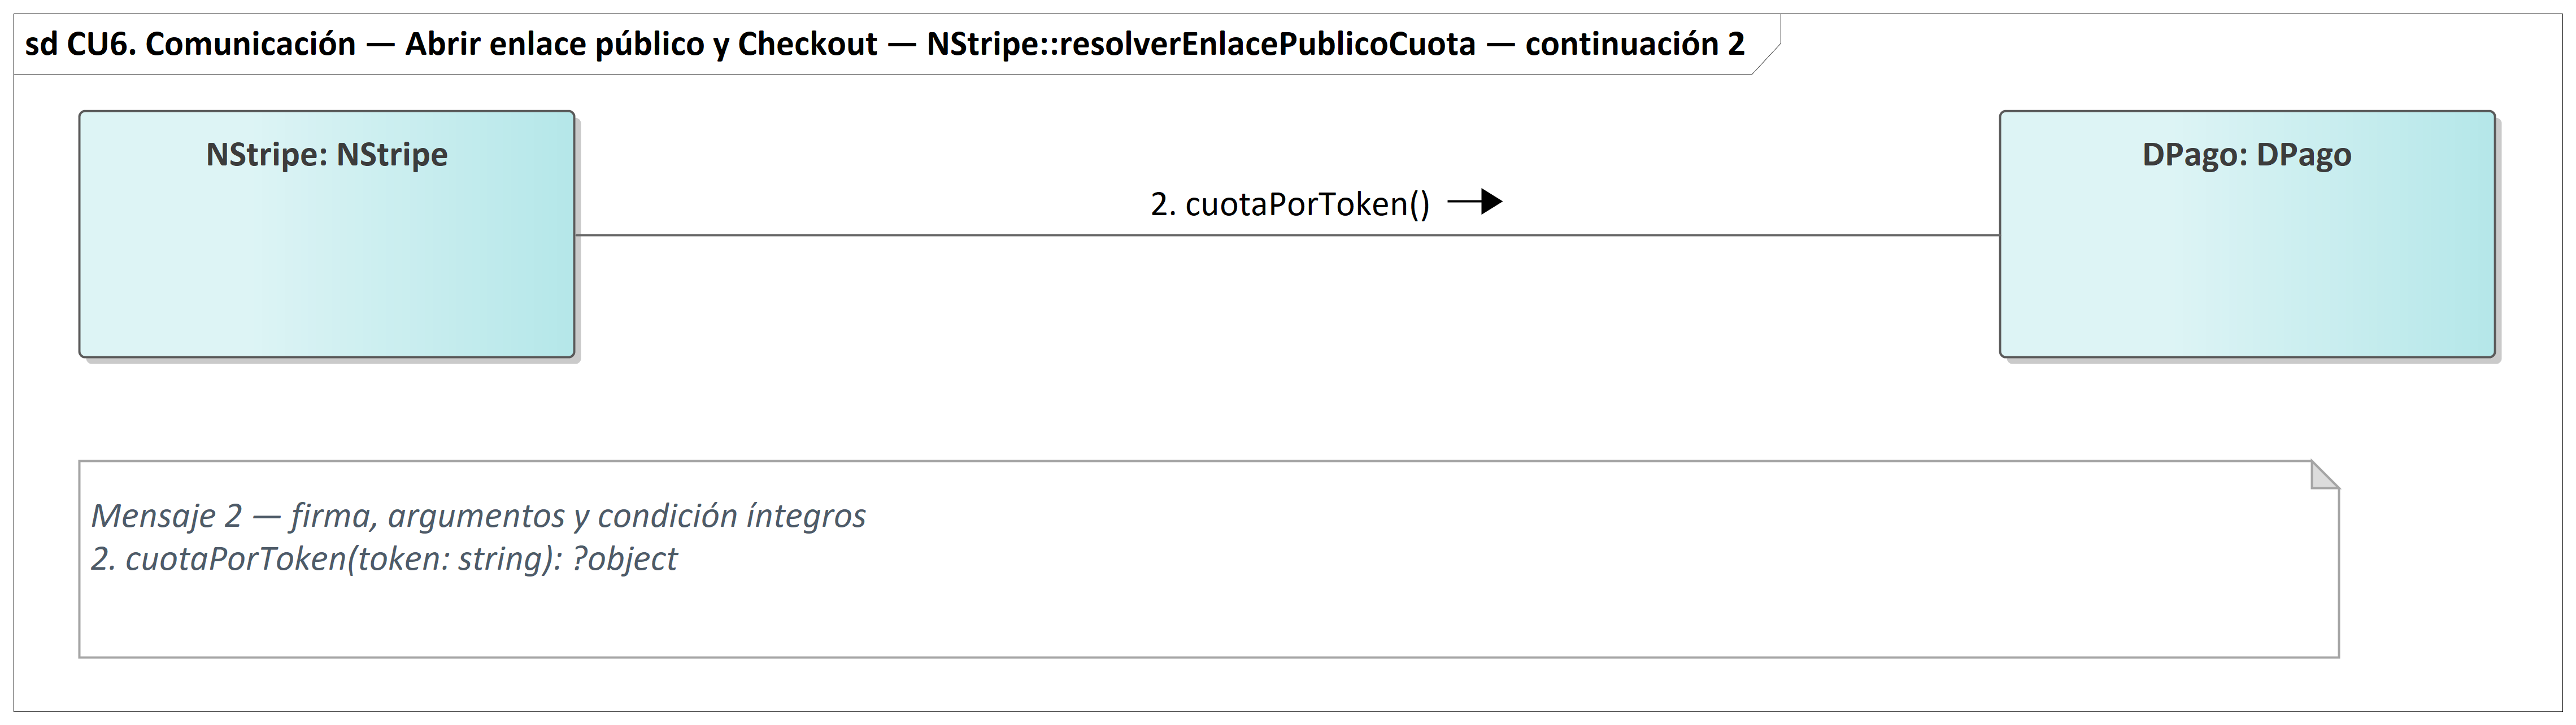 sd CU6. Comunicación — Abrir enlace público y Checkout — NStripe::resolverEnlacePublicoCuota — continuación 2
NStripe: NStripe
DPago: DPago
2. cuotaPorToken()
Mensaje 2 — firma, argumentos y condición íntegros
2. cuotaPorToken(token: string): ?object